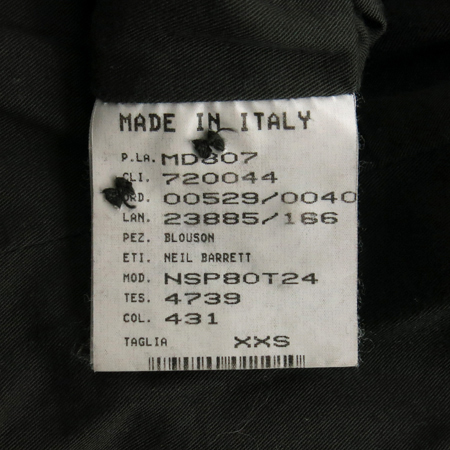 MADE IN ITALY
P.LA. MD807
CLI. 720044
ORD. 00529/0040
LAN. 23885/166
PEZ. BLOUSON
ETI. NEIL BARRETT
MOD. NSP80T24
TES. 4739
COL. 431
TAGLIA XXS